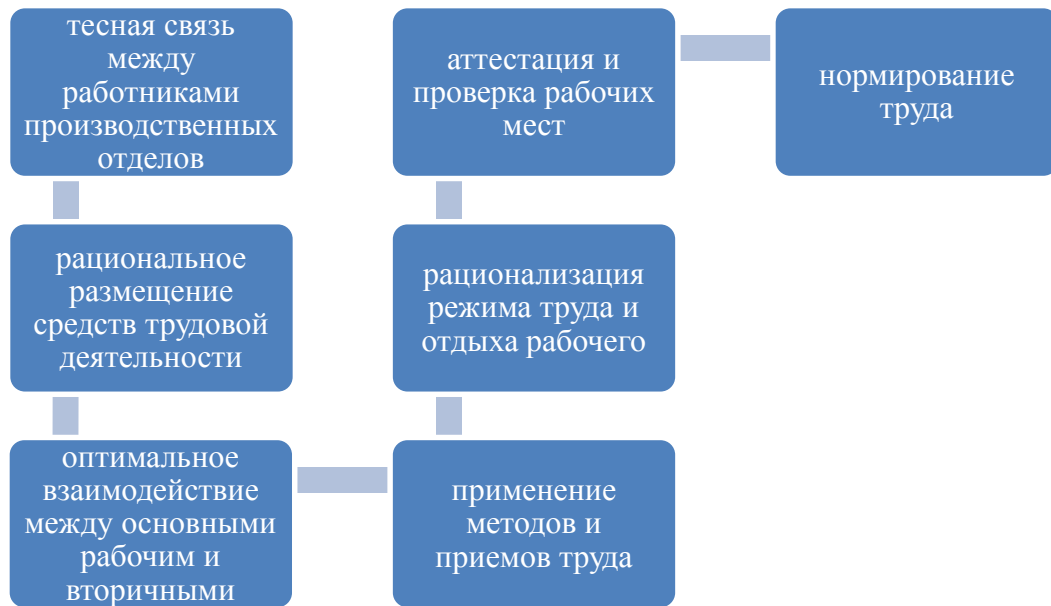 тесная связь
между
работниками
производственных
отделов
рациональное
размещение
средств трудовой
деятельности
оптимальное
взаимодействие
между основными
рабочим и
вторичными
применение
методов и
приемов труда
рационализация
режима труда и
отдыха рабочего
аттестация и
проверка рабочих
мест
нормирование
труда